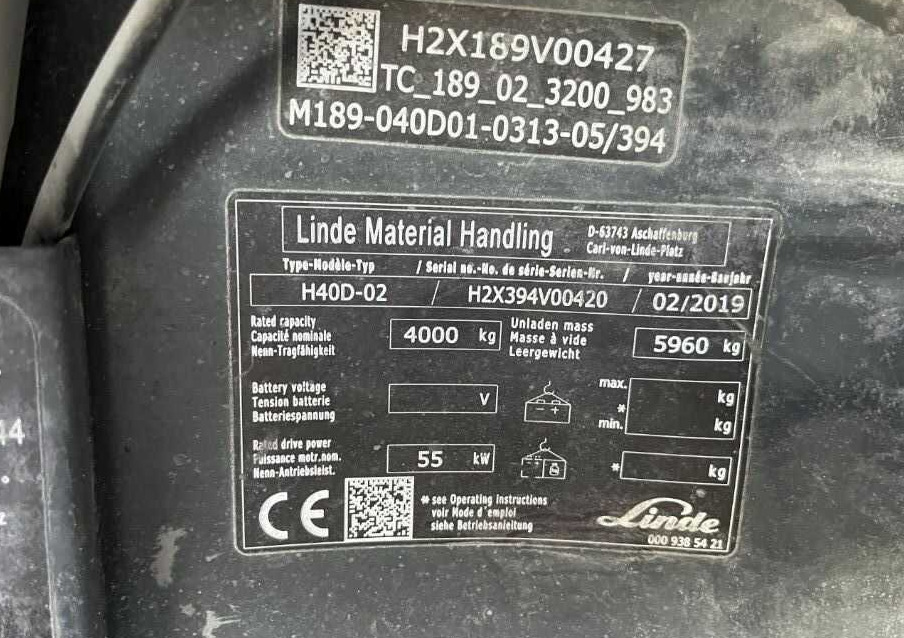 H2X189V00427
TC_189_02_3200_983
M189-040D01-0313-05/394
Linde Material Handling
D-63743 Aschaffenburg
Carl-von-Linde-Platz
Type-Modèle-Typ / Serial no.-No. de série-Serien-Nr. / year-année-Baujahr
H40D-02 / H2X394V00420 / 02/2019
Rated capacity
Capacité nominale
Nenn-Tragfähigkeit
4000 kg
Unladen mass
Masse à vide
Leergewicht
5960 kg
Battery voltage
Tension batterie
Batteriespannung
V
- +
max.
*
min.
kg
kg
Rated drive power
Puissance motr.nom.
Nenn-Antriebsleist.
55 kW
*
kg
CE
* see Operating Instructions
voir Mode d'emploi
siehe Betriebsanleitung
Linde
000 938 54 21
44